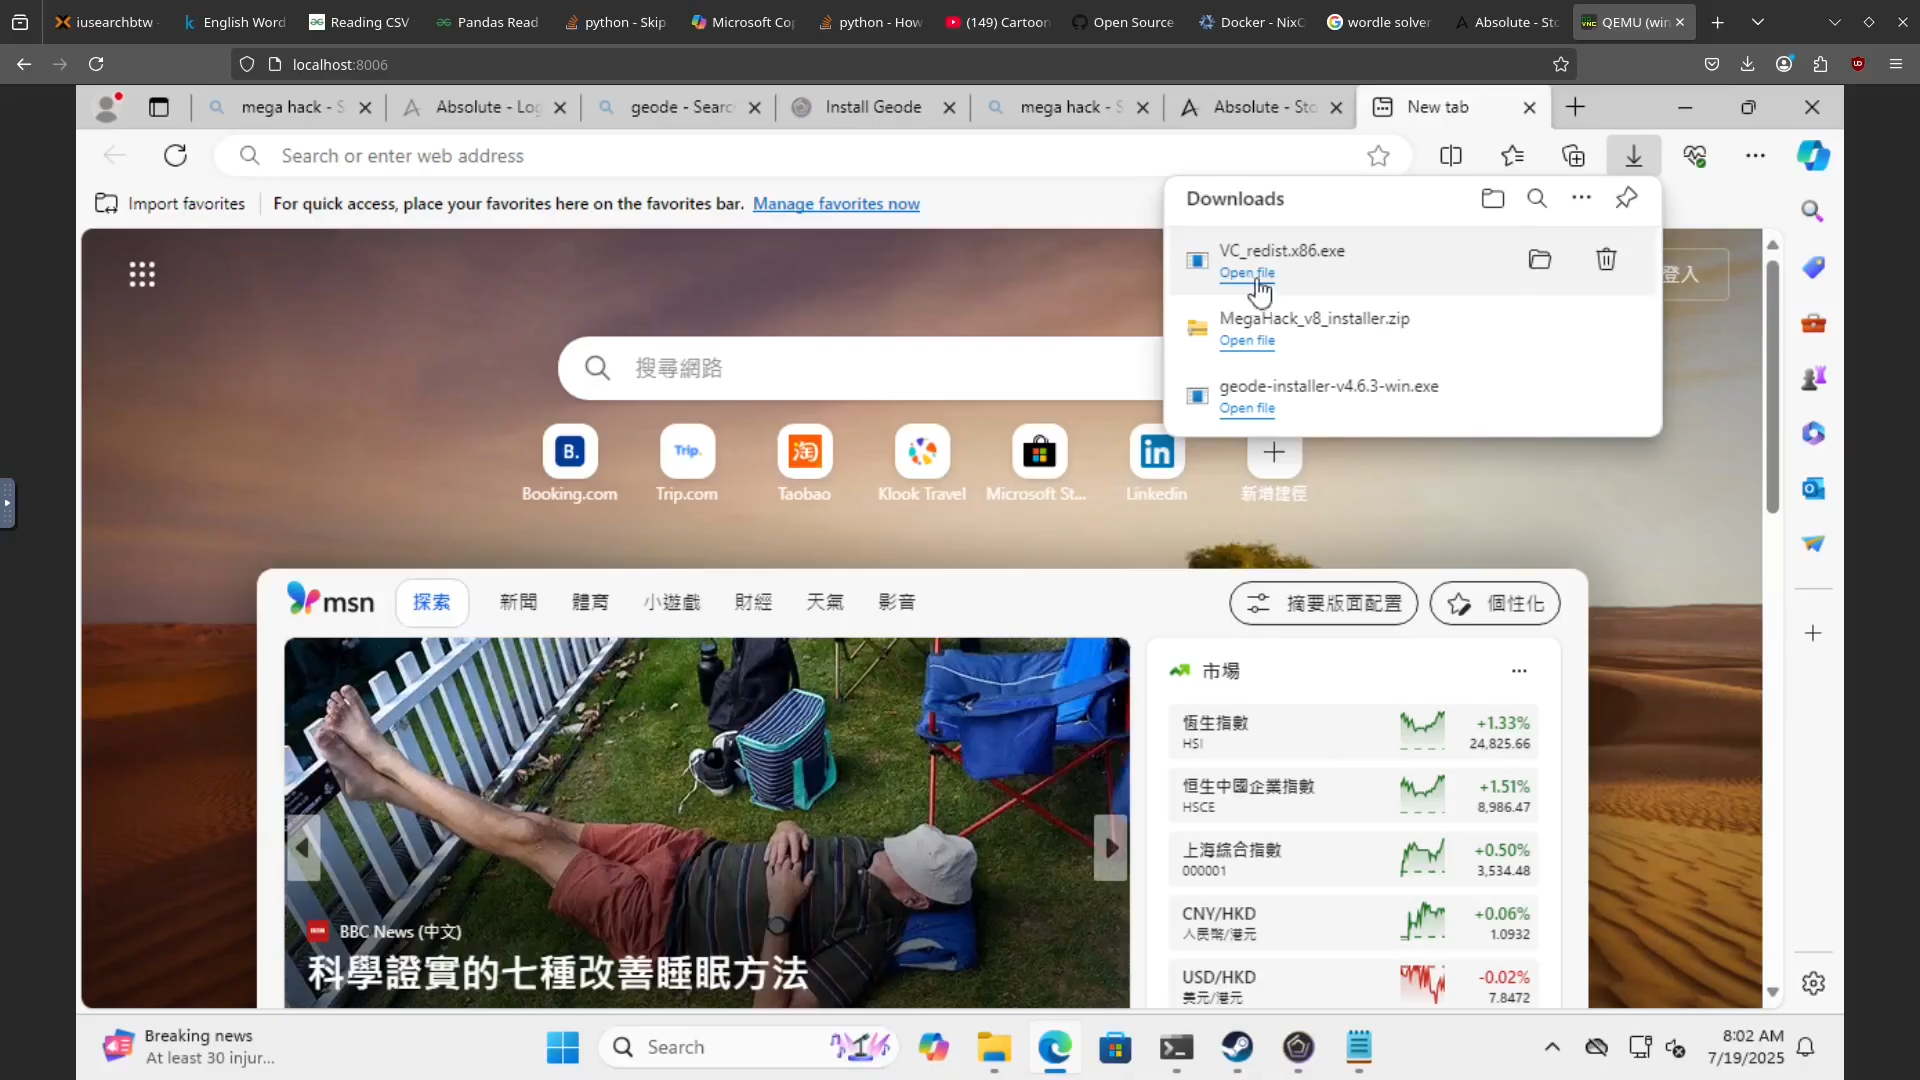 iusearchbtw
English Word
Reading CSV
Pandas Read
python - Skip
Microsoft Co
python - How
(149) Cartoon
Open Source
Docker - Nix
wordle solver
Absolute - Sto
QEMU (win
localhost:8006
mega hack - S
Absolute - Log
geode - Searc
Install Geode
mega hack - S
Absolute - Sto
New tab
Search or enter web address
Import favorites
For quick access, place your favorites here on the favorites bar. Manage favorites now
Downloads
VC_redist.x86.exe
Open file
MegaHack_v8_installer.zip
Open file
geode-installer-v4.6.3-win.exe
Open file
登入
搜尋網路
B.
Trip.
淘
in
Booking.com
Trip.com
Taobao
Klook Travel
Microsoft St...
Linkedin
新增捷徑
msn
探索
新聞
體育
小遊戲
財經
天氣
影音
摘要版面配置
個性化
BBC News (中文)
科學證實的七種改善睡眠方法
市場
恆生指數 +1.33%
HSI 24,825.66
恒生中國企業指數 +1.51%
HSCE 8,986.47
上海綜合指數 +0.50%
000001 3,534.48
CNY/HKD +0.06%
人民幣/港元 1.0932
USD/HKD -0.02%
美元/港元 7.8472
Breaking news
At least 30 injur...
Search
8:02 AM
7/19/2025